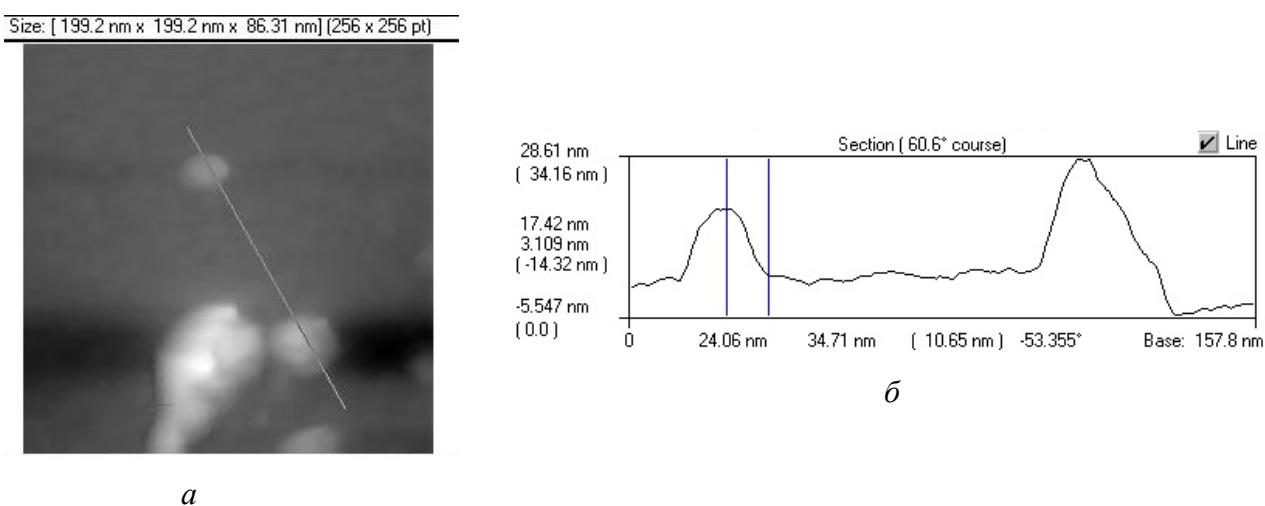 Size: [ 199.2 nm x 199.2 nm x 86.31 nm] (256 x 256 pt)
Section ( 60.6° course)
Line
28.61 nm
( 34.16 nm )
17.42 nm
3.109 nm
( -14.32 nm )
-5.547 nm
( 0.0 )
0 24.06 nm 34.71 nm ( 10.65 nm ) -53.355° Base: 157.8 nm
а
б